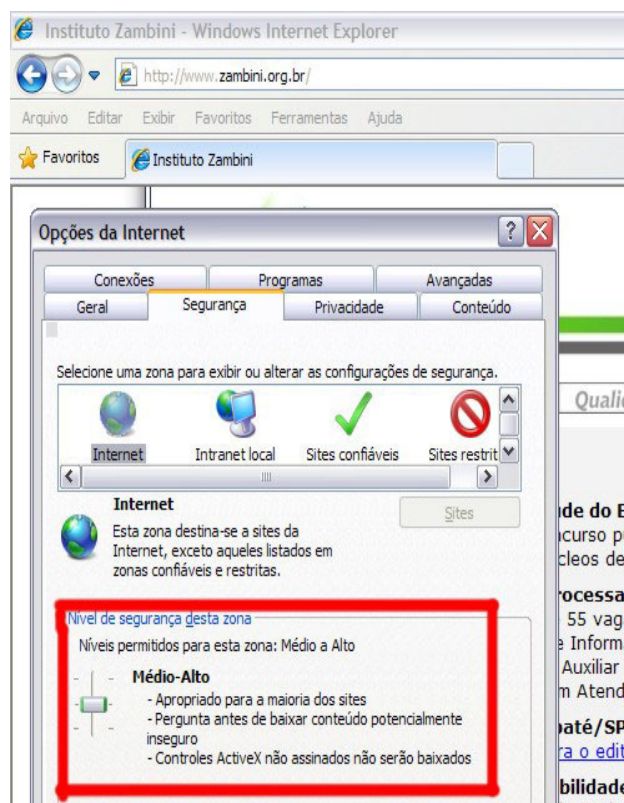 Instituto Zambini - Windows Internet Explorer
http://www.zambini.org.br/
Arquivo Editar Exibir Favoritos Ferramentas Ajuda
Favoritos Instituto Zambini
Opções da Internet
Conexões Programas Avançadas
Geral Segurança Privacidade Conteúdo
Selecione uma zona para exibir ou alterar as configurações de segurança.
Internet Intranet local Sites confiáveis Sites restrit
Internet
Sites
Esta zona destina-se a sites da
Internet, exceto aqueles listados em
zonas confiáveis e restritas.
Nível de segurança desta zona
Níveis permitidos para esta zona: Médio a Alto
Médio-Alto
- Apropriado para a maioria dos sites
- Pergunta antes de baixar conteúdo potencialmente
inseguro
- Controles ActiveX não assinados não serão baixados
Quali
de do E
curso p
cleos de
ocessa
55 vag
e Inform
Auxiliar
m Atend
baté/SP
ra o edit
bilidade